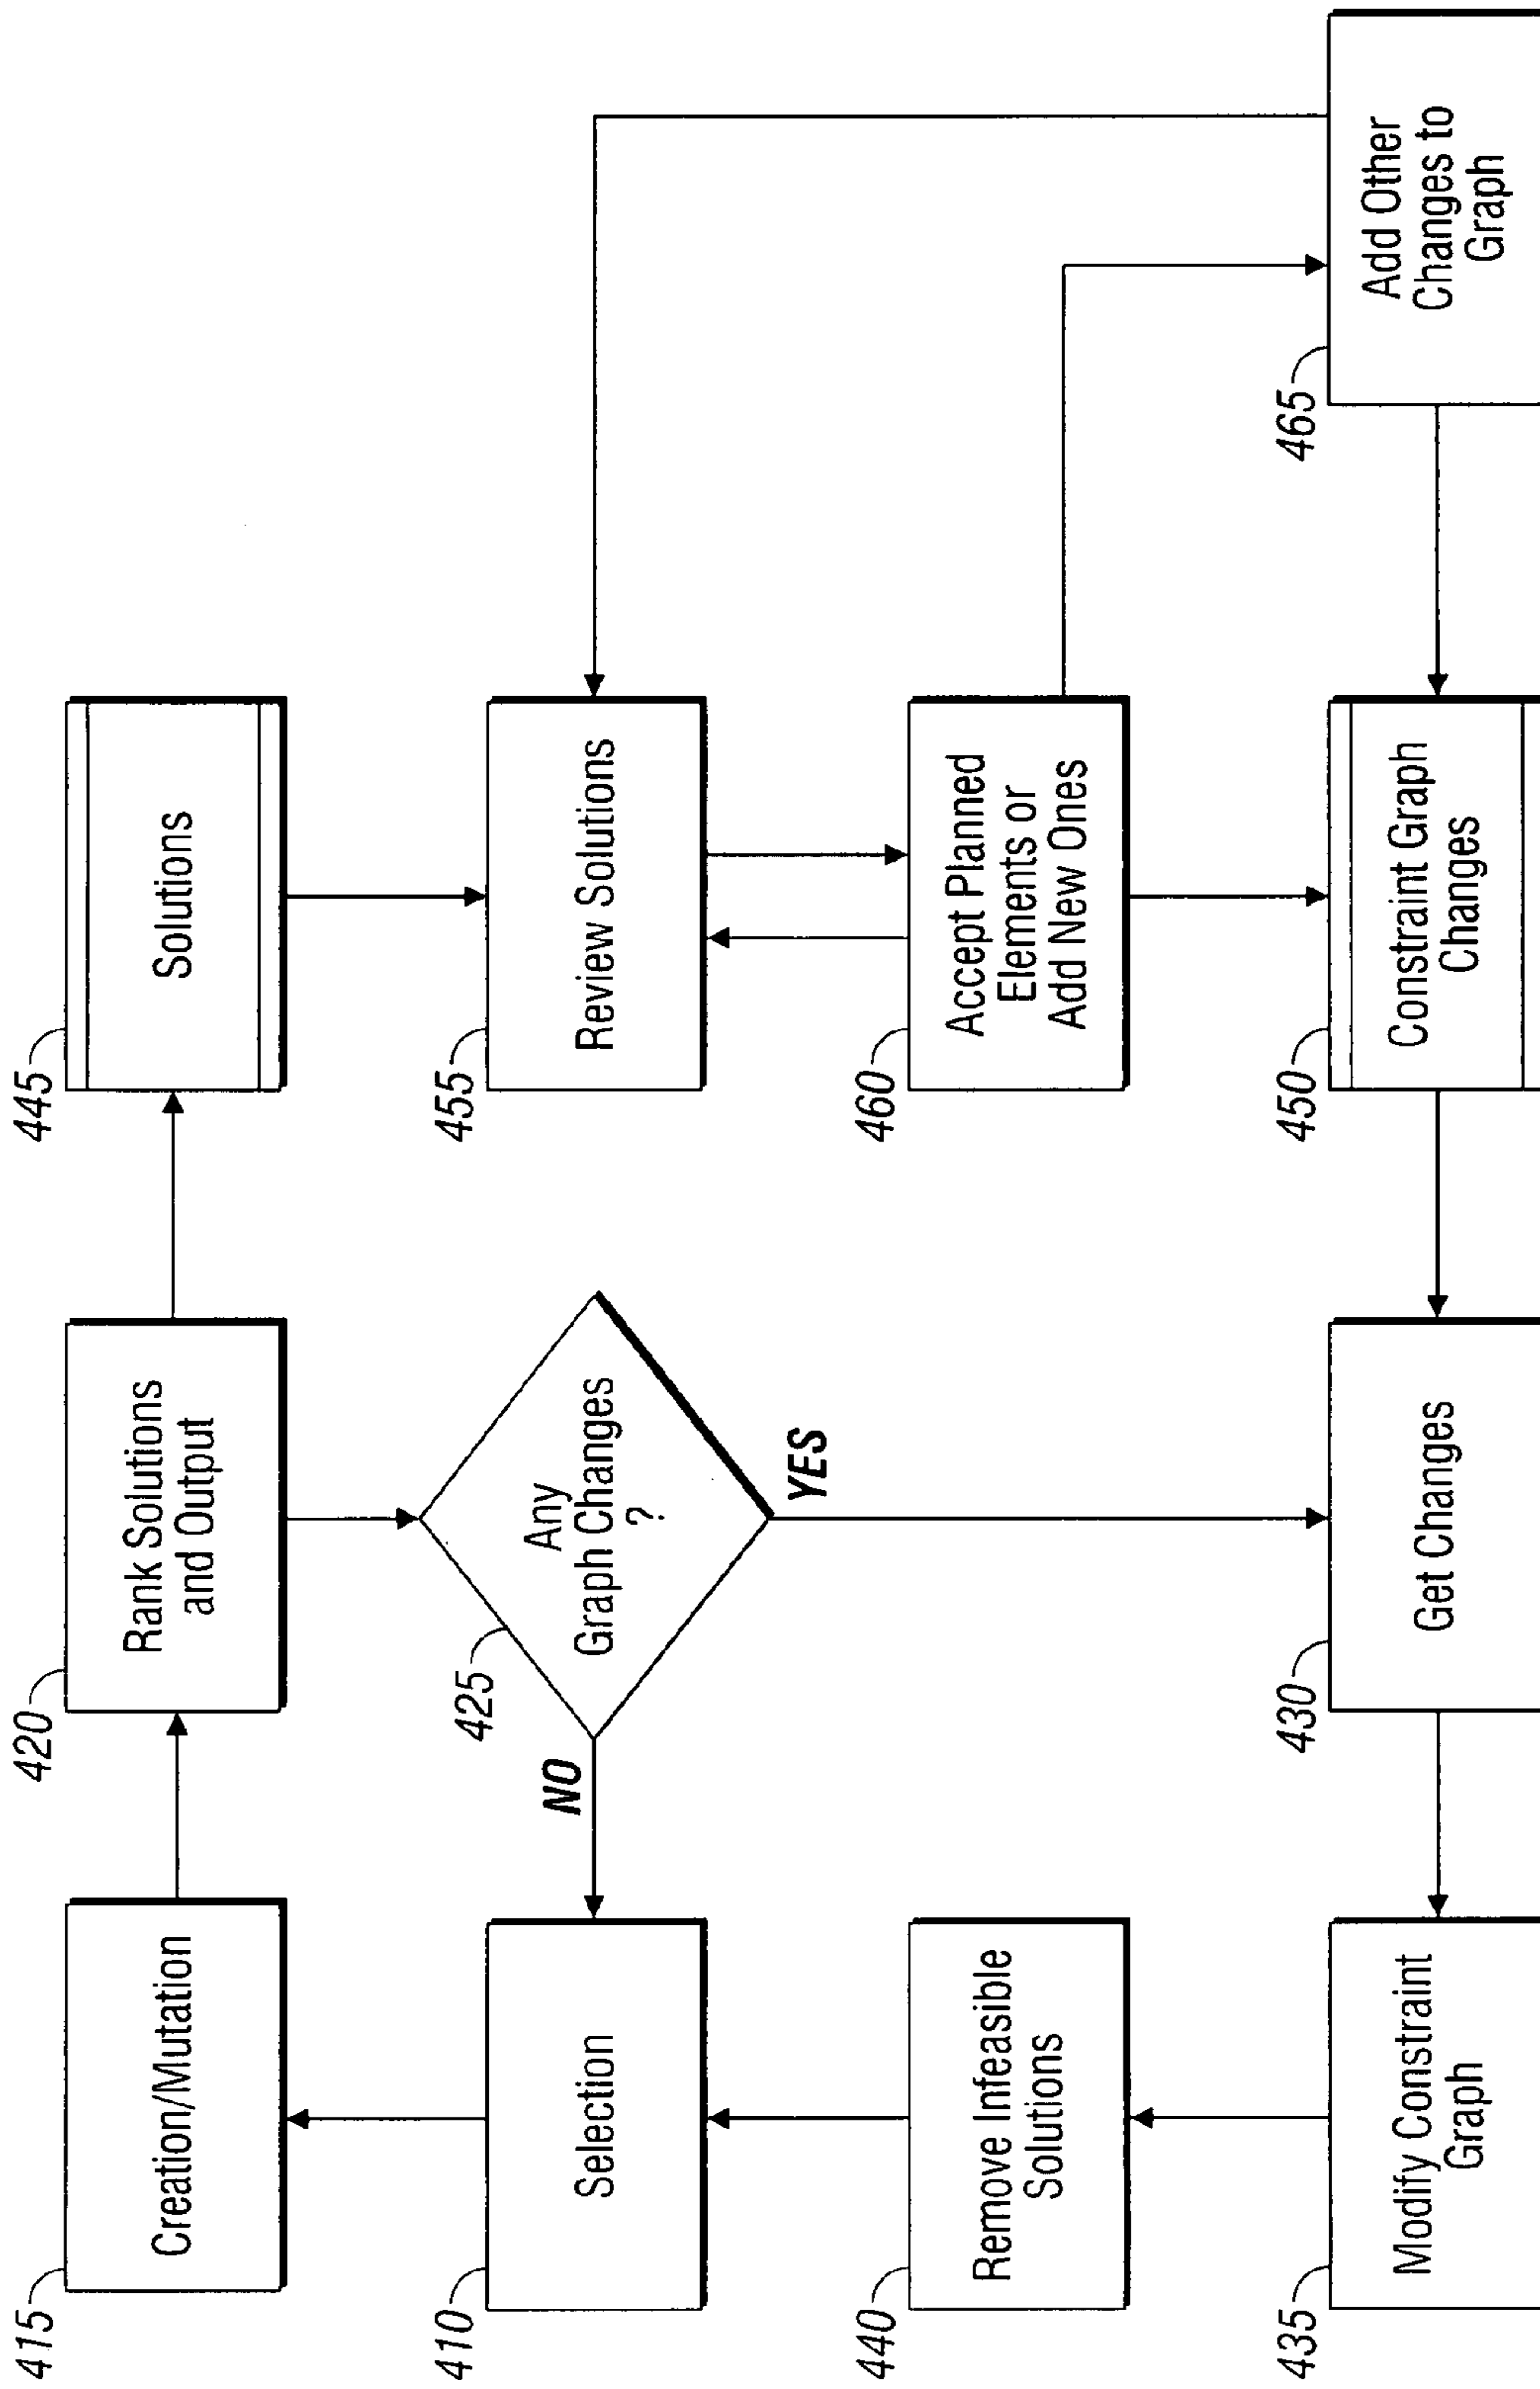 415
Creation/Mutation
420
Rank Solutions
and Output
445
Solutions
410
Selection
NO
425
Any
Graph Changes
?
YES
455
Review Solutions
440
Remove Infeasible
Solutions
460
Accept Planned
Elements or
Add New Ones
435
Modify Constraint
Graph
430
Get Changes
450
Constraint Graph
Changes
465
Add Other
Changes to
Graph